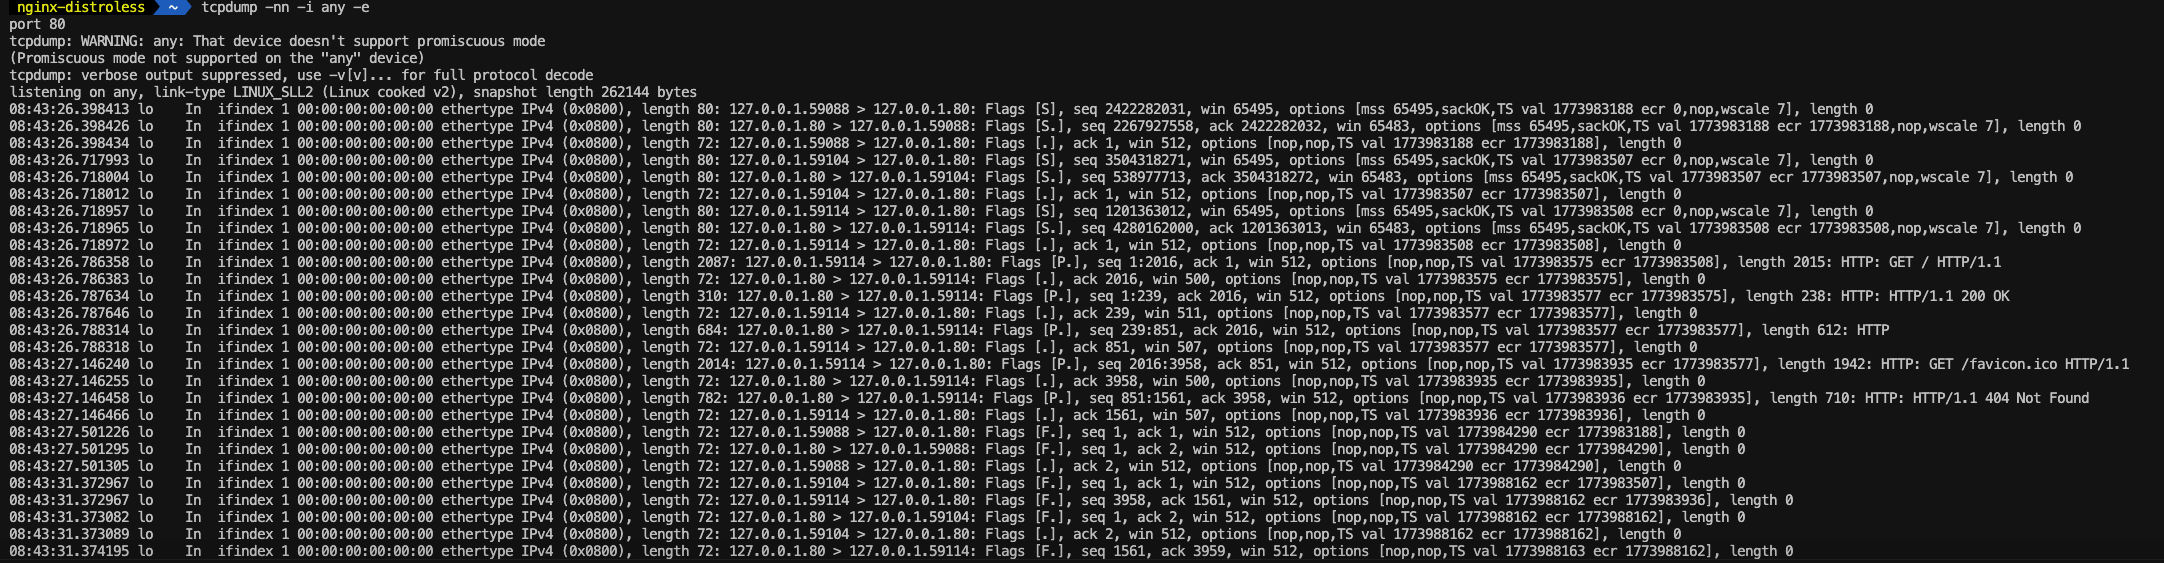 nginx-distroless ~ tcpdump -nn -i any -e
port 80
tcpdump: WARNING: any: That device doesn't support promiscuous mode
(Promiscuous mode not supported on the "any" device)
tcpdump: verbose output suppressed, use -v[v]... for full protocol decode
listening on any, link-type LINUX_SLL2 (Linux cooked v2), snapshot length 262144 bytes
08:43:26.398413 lo    In  ifindex 1 00:00:00:00:00:00 ethertype IPv4 (0x0800), length 80: 127.0.0.1.59088 > 127.0.0.1.80: Flags [S], seq 2422282031, win 65495, options [mss 65495,sackOK,TS val 1773983188 ecr 0,nop,wscale 7], length 0
08:43:26.398426 lo    In  ifindex 1 00:00:00:00:00:00 ethertype IPv4 (0x0800), length 80: 127.0.0.1.80 > 127.0.0.1.59088: Flags [S.], seq 2267927558, ack 2422282032, win 65483, options [mss 65495,sackOK,TS val 1773983188 ecr 1773983188,nop,wscale 7], length 0
08:43:26.398434 lo    In  ifindex 1 00:00:00:00:00:00 ethertype IPv4 (0x0800), length 72: 127.0.0.1.59088 > 127.0.0.1.80: Flags [.], ack 1, win 512, options [nop,nop,TS val 1773983188 ecr 1773983188], length 0
08:43:26.717993 lo    In  ifindex 1 00:00:00:00:00:00 ethertype IPv4 (0x0800), length 80: 127.0.0.1.59104 > 127.0.0.1.80: Flags [S], seq 3504318271, win 65495, options [mss 65495,sackOK,TS val 1773983507 ecr 0,nop,wscale 7], length 0
08:43:26.718004 lo    In  ifindex 1 00:00:00:00:00:00 ethertype IPv4 (0x0800), length 80: 127.0.0.1.80 > 127.0.0.1.59104: Flags [S.], seq 538977713, ack 3504318272, win 65483, options [mss 65495,sackOK,TS val 1773983507 ecr 1773983507,nop,wscale 7], length 0
08:43:26.718012 lo    In  ifindex 1 00:00:00:00:00:00 ethertype IPv4 (0x0800), length 72: 127.0.0.1.59104 > 127.0.0.1.80: Flags [.], ack 1, win 512, options [nop,nop,TS val 1773983507 ecr 1773983507], length 0
08:43:26.718957 lo    In  ifindex 1 00:00:00:00:00:00 ethertype IPv4 (0x0800), length 80: 127.0.0.1.59114 > 127.0.0.1.80: Flags [S], seq 1201363012, win 65495, options [mss 65495,sackOK,TS val 1773983508 ecr 0,nop,wscale 7], length 0
08:43:26.718965 lo    In  ifindex 1 00:00:00:00:00:00 ethertype IPv4 (0x0800), length 80: 127.0.0.1.80 > 127.0.0.1.59114: Flags [S.], seq 4280162000, ack 1201363013, win 65483, options [mss 65495,sackOK,TS val 1773983508 ecr 1773983508,nop,wscale 7], length 0
08:43:26.718972 lo    In  ifindex 1 00:00:00:00:00:00 ethertype IPv4 (0x0800), length 72: 127.0.0.1.59114 > 127.0.0.1.80: Flags [.], ack 1, win 512, options [nop,nop,TS val 1773983508 ecr 1773983508], length 0
08:43:26.786358 lo    In  ifindex 1 00:00:00:00:00:00 ethertype IPv4 (0x0800), length 2087: 127.0.0.1.59114 > 127.0.0.1.80: Flags [P.], seq 1:2016, ack 1, win 512, options [nop,nop,TS val 1773983575 ecr 1773983508], length 2015: HTTP: GET / HTTP/1.1
08:43:26.786383 lo    In  ifindex 1 00:00:00:00:00:00 ethertype IPv4 (0x0800), length 72: 127.0.0.1.80 > 127.0.0.1.59114: Flags [.], ack 2016, win 500, options [nop,nop,TS val 1773983575 ecr 1773983575], length 0
08:43:26.787634 lo    In  ifindex 1 00:00:00:00:00:00 ethertype IPv4 (0x0800), length 310: 127.0.0.1.80 > 127.0.0.1.59114: Flags [P.], seq 1:239, ack 2016, win 512, options [nop,nop,TS val 1773983577 ecr 1773983575], length 238: HTTP: HTTP/1.1 200 OK
08:43:26.787646 lo    In  ifindex 1 00:00:00:00:00:00 ethertype IPv4 (0x0800), length 72: 127.0.0.1.59114 > 127.0.0.1.80: Flags [.], ack 239, win 511, options [nop,nop,TS val 1773983577 ecr 1773983577], length 0
08:43:26.788314 lo    In  ifindex 1 00:00:00:00:00:00 ethertype IPv4 (0x0800), length 684: 127.0.0.1.80 > 127.0.0.1.59114: Flags [P.], seq 239:851, ack 2016, win 512, options [nop,nop,TS val 1773983577 ecr 1773983577], length 612: HTTP
08:43:26.788318 lo    In  ifindex 1 00:00:00:00:00:00 ethertype IPv4 (0x0800), length 72: 127.0.0.1.59114 > 127.0.0.1.80: Flags [.], ack 851, win 507, options [nop,nop,TS val 1773983577 ecr 1773983577], length 0
08:43:27.146240 lo    In  ifindex 1 00:00:00:00:00:00 ethertype IPv4 (0x0800), length 2014: 127.0.0.1.59114 > 127.0.0.1.80: Flags [P.], seq 2016:3958, ack 851, win 512, options [nop,nop,TS val 1773983935 ecr 1773983577], length 1942: HTTP: GET /favicon.ico HTTP/1.1
08:43:27.146255 lo    In  ifindex 1 00:00:00:00:00:00 ethertype IPv4 (0x0800), length 72: 127.0.0.1.80 > 127.0.0.1.59114: Flags [.], ack 3958, win 500, options [nop,nop,TS val 1773983935 ecr 1773983935], length 0
08:43:27.146458 lo    In  ifindex 1 00:00:00:00:00:00 ethertype IPv4 (0x0800), length 782: 127.0.0.1.80 > 127.0.0.1.59114: Flags [P.], seq 851:1561, ack 3958, win 512, options [nop,nop,TS val 1773983936 ecr 1773983935], length 710: HTTP: HTTP/1.1 404 Not Found
08:43:27.146466 lo    In  ifindex 1 00:00:00:00:00:00 ethertype IPv4 (0x0800), length 72: 127.0.0.1.59114 > 127.0.0.1.80: Flags [.], ack 1561, win 507, options [nop,nop,TS val 1773983936 ecr 1773983936], length 0
08:43:27.501226 lo    In  ifindex 1 00:00:00:00:00:00 ethertype IPv4 (0x0800), length 72: 127.0.0.1.59088 > 127.0.0.1.80: Flags [F.], seq 1, ack 1, win 512, options [nop,nop,TS val 1773984290 ecr 1773983188], length 0
08:43:27.501295 lo    In  ifindex 1 00:00:00:00:00:00 ethertype IPv4 (0x0800), length 72: 127.0.0.1.80 > 127.0.0.1.59088: Flags [F.], seq 1, ack 2, win 512, options [nop,nop,TS val 1773984290 ecr 1773984290], length 0
08:43:27.501305 lo    In  ifindex 1 00:00:00:00:00:00 ethertype IPv4 (0x0800), length 72: 127.0.0.1.59088 > 127.0.0.1.80: Flags [.], ack 2, win 512, options [nop,nop,TS val 1773984290 ecr 1773984290], length 0
08:43:31.372967 lo    In  ifindex 1 00:00:00:00:00:00 ethertype IPv4 (0x0800), length 72: 127.0.0.1.59104 > 127.0.0.1.80: Flags [F.], seq 1, ack 1, win 512, options [nop,nop,TS val 1773988162 ecr 1773983507], length 0
08:43:31.372967 lo    In  ifindex 1 00:00:00:00:00:00 ethertype IPv4 (0x0800), length 72: 127.0.0.1.59114 > 127.0.0.1.80: Flags [F.], seq 3958, ack 1561, win 512, options [nop,nop,TS val 1773988162 ecr 1773983936], length 0
08:43:31.373082 lo    In  ifindex 1 00:00:00:00:00:00 ethertype IPv4 (0x0800), length 72: 127.0.0.1.80 > 127.0.0.1.59104: Flags [F.], seq 1, ack 2, win 512, options [nop,nop,TS val 1773988162 ecr 1773988162], length 0
08:43:31.373089 lo    In  ifindex 1 00:00:00:00:00:00 ethertype IPv4 (0x0800), length 72: 127.0.0.1.59104 > 127.0.0.1.80: Flags [.], ack 2, win 512, options [nop,nop,TS val 1773988162 ecr 1773988162], length 0
08:43:31.374195 lo    In  ifindex 1 00:00:00:00:00:00 ethertype IPv4 (0x0800), length 72: 127.0.0.1.80 > 127.0.0.1.59114: Flags [F.], seq 1561, ack 3959, win 512, options [nop,nop,TS val 1773988163 ecr 1773988162], length 0